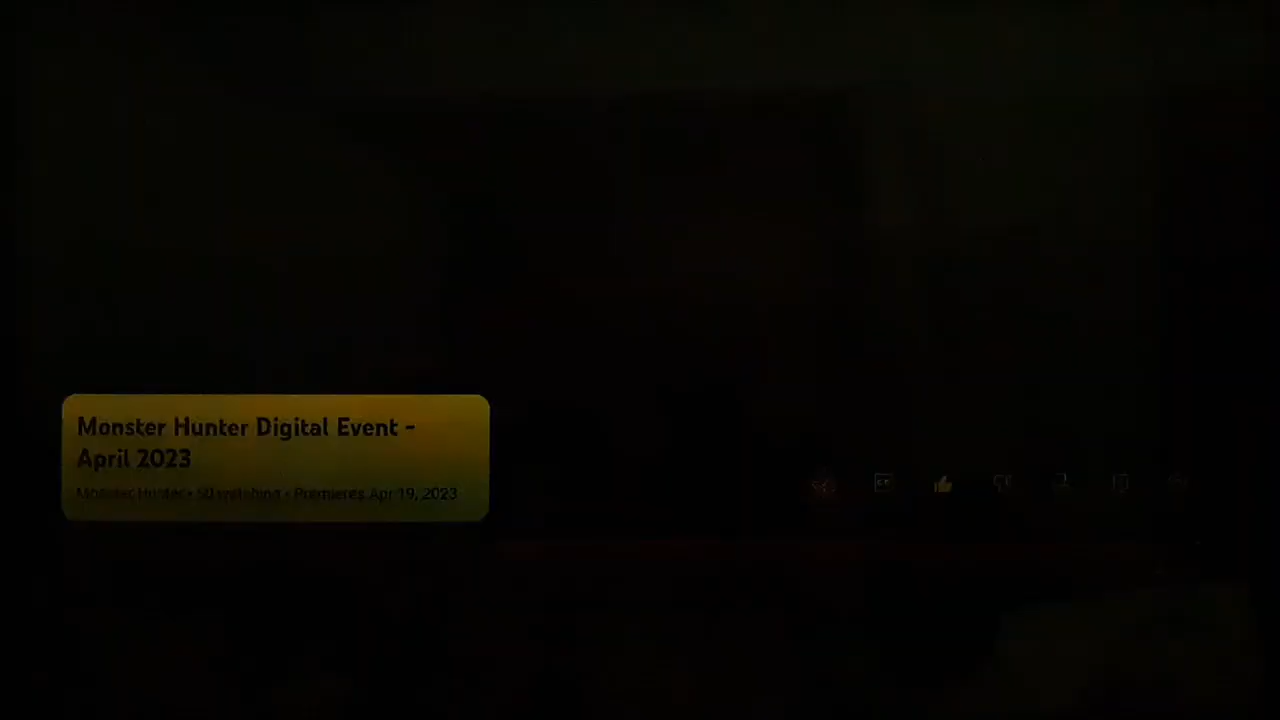 Monster Hunter Digital Event -
April 2023
Monster Hunter • 50 watching • Premieres Apr 19, 2023